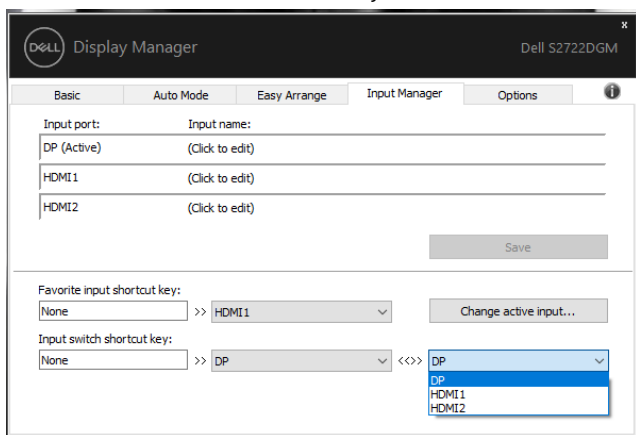 DELL Display Manager Dell S2722DGM x
Basic Auto Mode Easy Arrange Input Manager Options i
Input port: Input name:
DP (Active) (Click to edit)
HDMI1 (Click to edit)
HDMI2 (Click to edit)
Save
Favorite input shortcut key:
None >> HDMI1 Change active input...
Input switch shortcut key:
None >> DP <<>> DP
DP
HDMI1
HDMI2